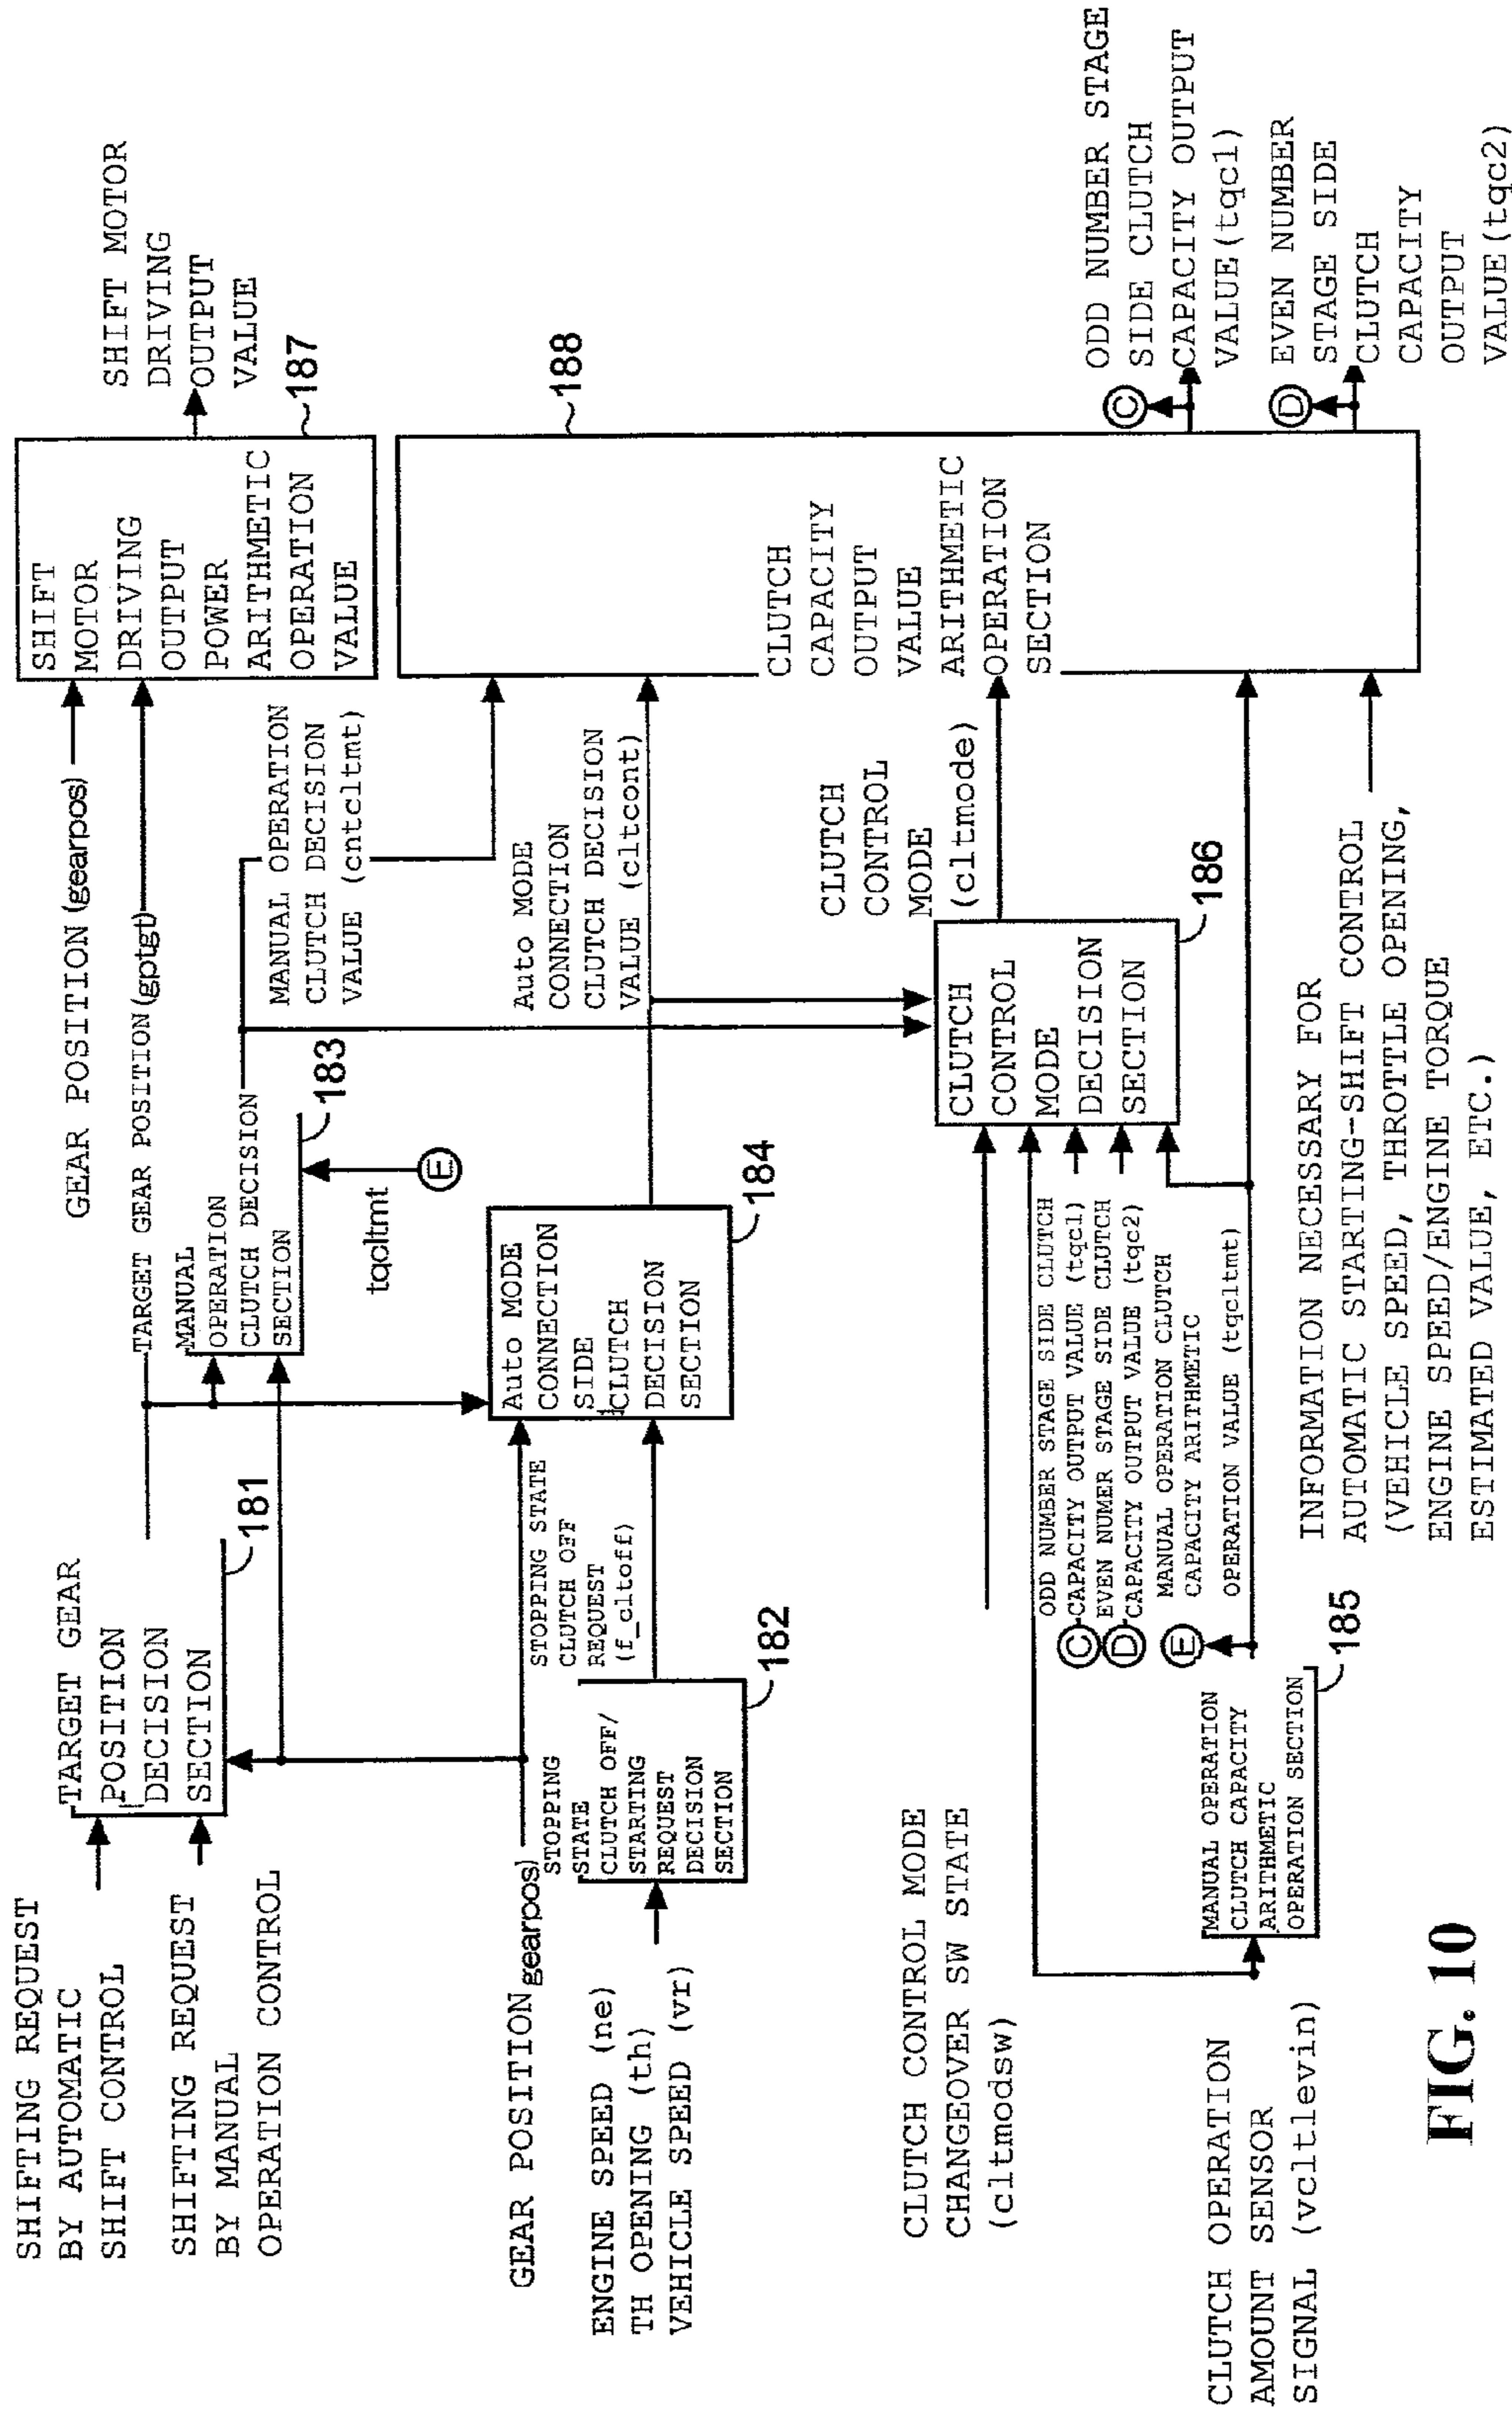 SHIFTING REQUEST
BY AUTOMATIC
SHIFT CONTROL
SHIFTING REQUEST
BY MANUAL
OPERATION CONTROL
TARGET GEAR
POSITION
DECISION
SECTION
181
GEAR POSITION (gearpos)
TARGET GEAR POSITION (gptgt)
MANUAL
OPERATION
CLUTCH DECISION
SECTION
183
tqcltmt
E
SHIFT
MOTOR
DRIVING
OUTPUT
POWER
ARITHMETIC
OPERATION
VALUE
187
SHIFT MOTOR
DRIVING
OUTPUT
VALUE
MANUAL OPERATION
CLUTCH DECISION
VALUE (cntcltmt)
GEAR POSITION gearpos)
ENGINE SPEED (ne)
TH OPENING (th)
VEHICLE SPEED (vr)
STOPPING
STATE
CLUTCH OFF/
STARTING
REQUEST
DECISION
SECTION
182
STOPPING STATE
CLUTCH OFF
REQUEST
(f_cltoff)
Auto MODE
CONNECTION
SIDE
CLUTCH
DECISION
SECTION
184
Auto MODE
CONNECTION
CLUTCH DECISION
VALUE (cltcont)
188
CLUTCH
CAPACITY
OUTPUT
VALUE
ARITHMETIC
OPERATION
SECTION
CLUTCH CONTROL MODE
CHANGEOVER SW STATE
(cltmodsw)
CLUTCH
CONTROL
MODE
DECISION
SECTION
186
CLUTCH
CONTROL
MODE
(cltmode)
ODD NUMBER STAGE SIDE CLUTCH
C CAPACITY OUTPUT VALUE (tqc1)
EVEN NUMER STAGE SIDE CLUTCH
D CAPACITY OUTPUT VALUE (tqc2)
MANUAL OPERATION CLUTCH
E CAPACITY ARITHMETIC
OPERATION VALUE (tqcltmt)
CLUTCH OPERATION
AMOUNT SENSOR
SIGNAL (vcltlevin)
MANUAL OPERATION
CLUTCH CAPACITY
ARITHMETIC
OPERATION SECTION
185
INFORMATION NECESSARY FOR
AUTOMATIC STARTING-SHIFT CONTROL
(VEHICLE SPEED, THROTTLE OPENING,
ENGINE SPEED/ENGINE TORQUE
ESTIMATED VALUE, ETC.)
C
ODD NUMBER STAGE
SIDE CLUTCH
CAPACITY OUTPUT
VALUE (tqc1)
D
EVEN NUMBER
STAGE SIDE
CLUTCH
CAPACITY
OUTPUT
VALUE (tqc2)
FIG. 10